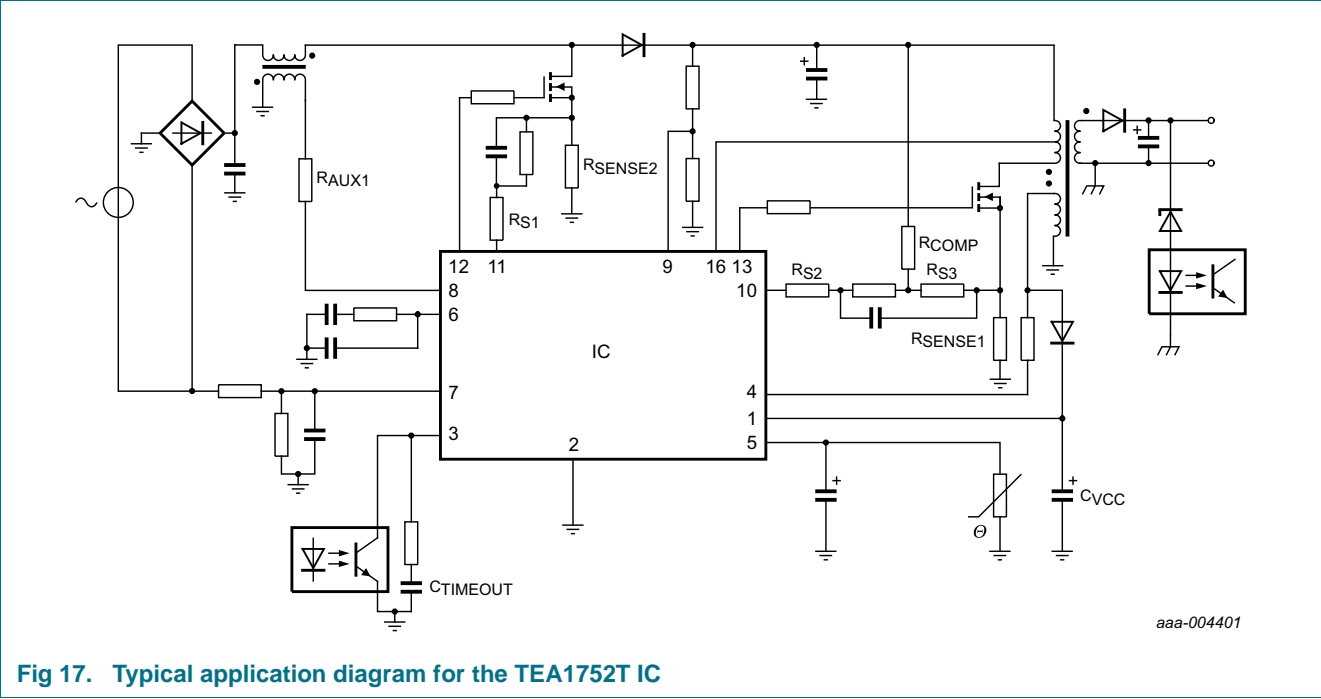 RAUX1
RSENSE2
RS1
RCOMP
12
11
9
16
13
8
10
RS2
RS3
6
RSENSE1
IC
7
4
1
3
2
5
CVCC
Θ
CTIMEOUT
aaa-004401
Fig 17. Typical application diagram for the TEA1752T IC